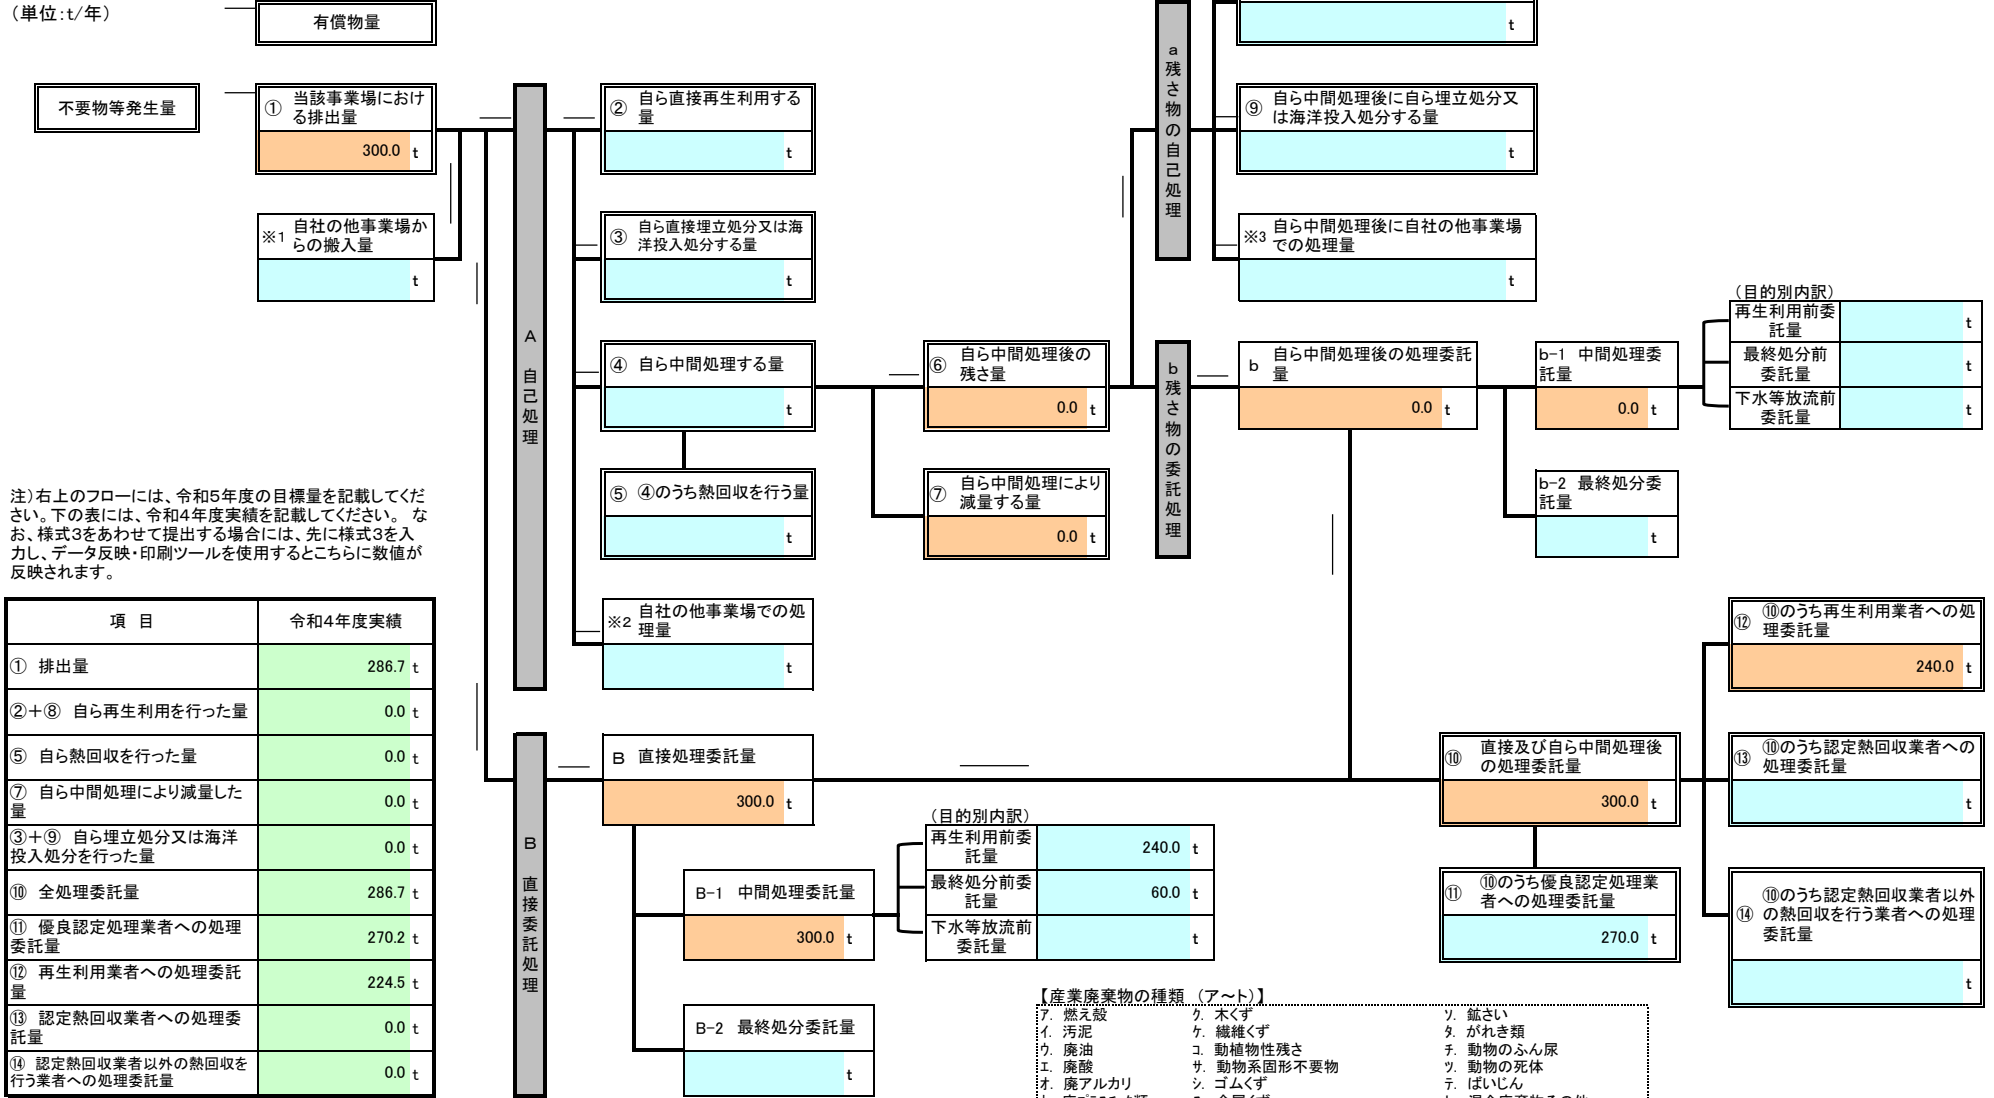 （単位:t/年）
有償物量
t
不要物等発生量
① 当該事業場におけ
る排出量
300.0 t
※1 自社の他事業場か
らの搬入量
t
A 自己処理
② 自ら直接再生利用する
量
t
③ 自ら直接埋立処分又は海
洋投入処分する量
t
④ 自ら中間処理する量
t
⑤ ④のうち熱回収を行う量
t
※2 自社の他事業場での処
理量
t
⑥ 自ら中間処理後の
残さ量
0.0 t
⑦ 自ら中間処理により
減量する量
0.0 t
a 残さ物の自己処理
⑨ 自ら中間処理後に自ら埋立処分又
は海洋投入処分する量
t
※3 自ら中間処理後に自社の他事業場
での処理量
t
b 残さ物の委託処理
b 自ら中間処理後の処理委託
量
0.0 t
b-1 中間処理委
託量
0.0 t
b-2 最終処分委
託量
t
（目的別内訳）
再生利用前委
託量
t
最終処分前
委託量
t
下水等放流前
委託量
t
注）右上のフローには、令和5年度の目標量を記載してくだ
さい。下の表には、令和4年度実績を記載してください。 な
お、様式3をあわせて提出する場合には、先に様式3を入
力し、データ反映・印刷ツールを使用するとこちらに数値が
反映されます。
項 目 令和4年度実績
① 排出量 286.7 t
②＋⑧ 自ら再生利用を行った量 0.0 t
⑤ 自ら熱回収を行った量 0.0 t
⑦ 自ら中間処理により減量した
量 0.0 t
③＋⑨ 自ら埋立処分又は海洋
投入処分を行った量 0.0 t
⑩ 全処理委託量 286.7 t
⑪ 優良認定処理業者への処理
委託量 270.2 t
⑫ 再生利用業者への処理委託
量 224.5 t
⑬ 認定熱回収業者への処理委
託量 0.0 t
⑭ 認定熱回収業者以外の熱回収を
行う業者への処理委託量 0.0 t
B 直接委託処理
B 直接処理委託量
300.0 t
B-1 中間処理委託量
300.0 t
B-2 最終処分委託量
t
（目的別内訳）
再生利用前委
託量
240.0 t
最終処分前委
託量
60.0 t
下水等放流前
委託量
t
⑩ 直接及び自ら中間処理後
の処理委託量
300.0 t
⑪ ⑩のうち優良認定処理業
者への処理委託量
270.0 t
⑫ ⑩のうち再生利用業者への処
理委託量
240.0 t
⑬ ⑩のうち認定熱回収業者への
処理委託量
t
⑭ ⑩のうち認定熱回収業者以外
の熱回収を行う業者への処理
委託量
t
【産業廃棄物の種類 （ア～ト）】
ｱ. 燃え殻 ｸ. 木くず ｿ. 鉱さい
ｲ. 汚泥 ｹ. 繊維くず ﾀ. がれき類
ｳ. 廃油 ｺ. 動植物性残さ ﾁ. 動物のふん尿
ｴ. 廃酸 ｻ. 動物系固形不要物 ﾂ. 動物の死体
ｵ. 廃アルカリ ｼ. ゴムくず ﾃ. ばいじん